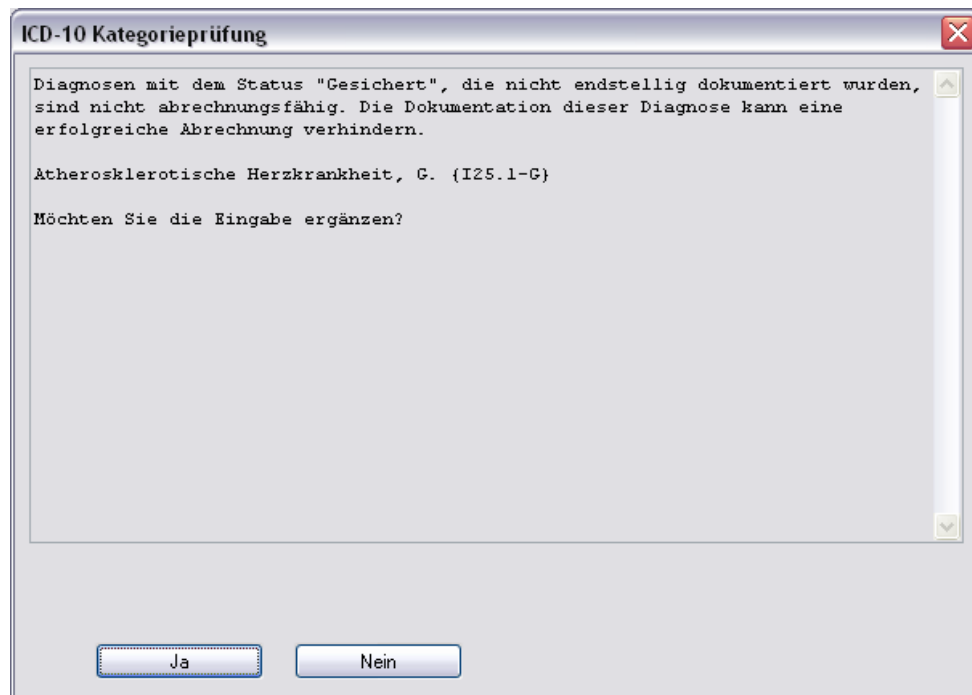 ICD-10 Kategorieprüfung
Diagnosen mit dem Status "Gesichert", die nicht endstellig dokumentiert wurden,
sind nicht abrechnungsfähig. Die Dokumentation dieser Diagnose kann eine
erfolgreiche Abrechnung verhindern.
Atherosklerotische Herzkrankheit, G. {I25.1-G}
Möchten Sie die Eingabe ergänzen?
Ja
Nein